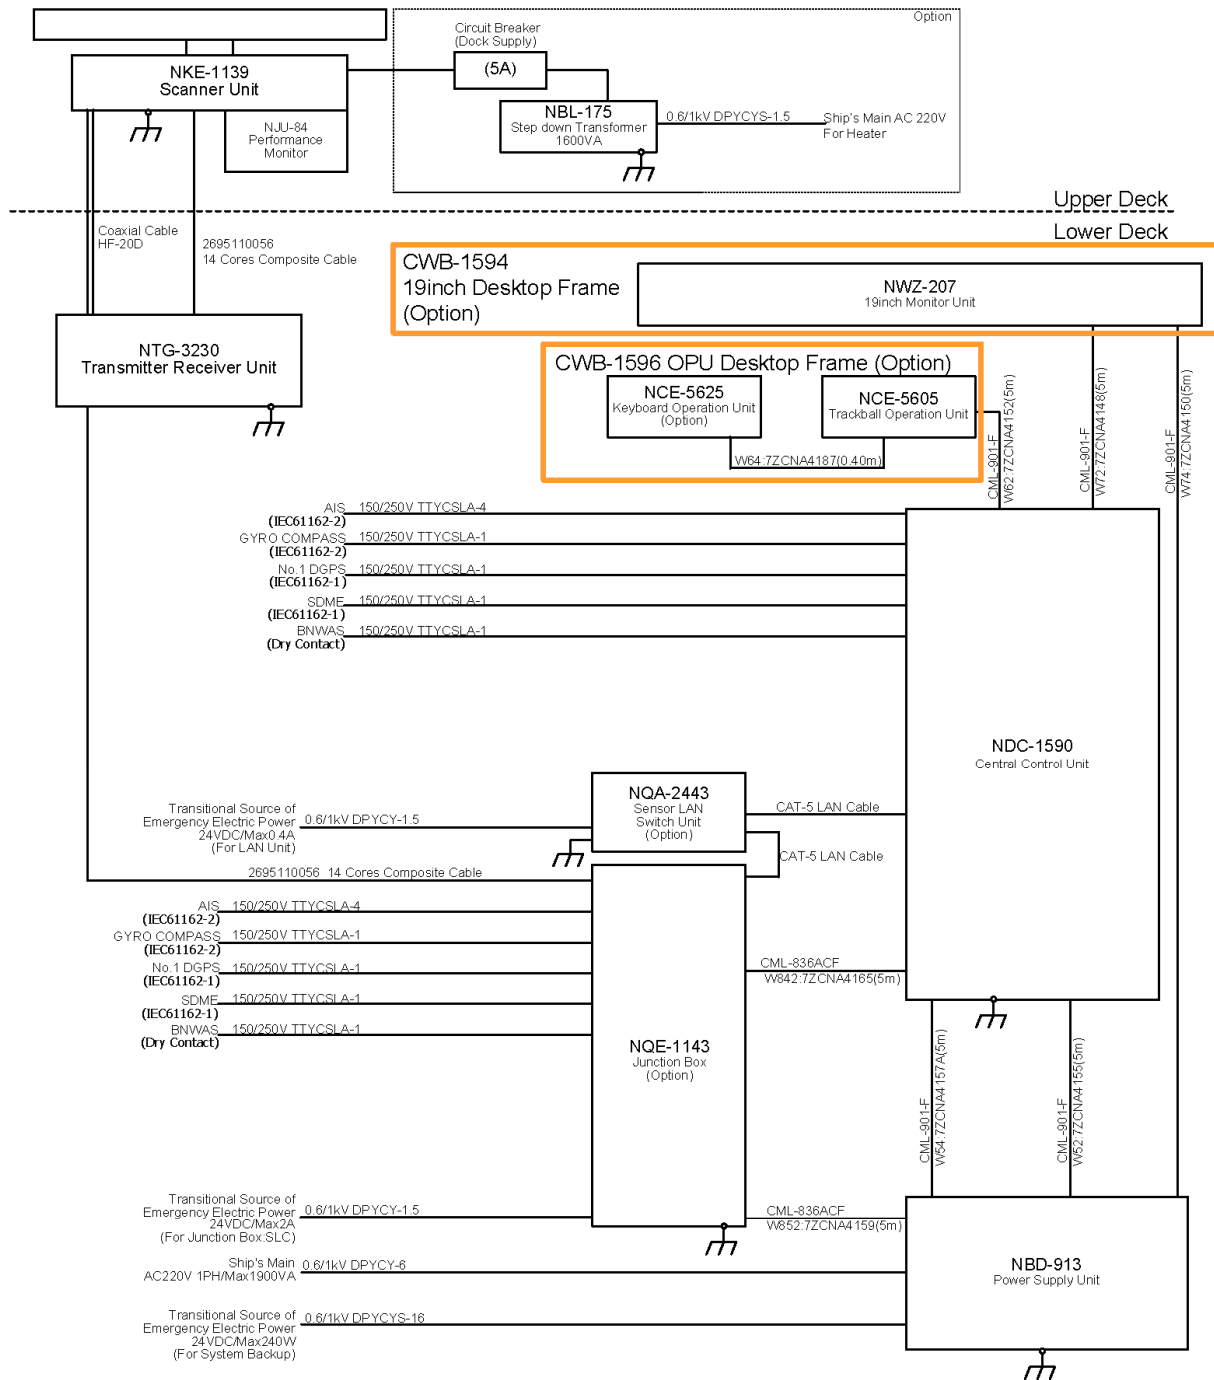 Option
Circuit Breaker
(Dock Supply)
(5A)
NKE-1139
Scanner Unit
NJU-84
Performance
Monitor
NBL-175
Step down Transformer
1600VA
0.6/1kV DPYCYS-1.5
Ship's Main AC 220V
For Heater
Upper Deck
Lower Deck
Coaxial Cable
HF-20D
2695110056
14 Cores Composite Cable
CWB-1594
19inch Desktop Frame
(Option)
NWZ-207
19inch Monitor Unit
NTG-3230
Transmitter Receiver Unit
CWB-1596 OPU Desktop Frame (Option)
NCE-5625
Keyboard Operation Unit
(Option)
NCE-5605
Trackball Operation Unit
W64:7ZCNA4187(0.40m)
CML-901-F
W62:7ZCNA4152(5m)
CML-901-F
W72:7ZCNA4148(5m)
CML-901-F
W74:7ZCNA4150(5m)
AIS 150/250V TTYCSLA-4
(IEC61162-2)
GYRO COMPASS 150/250V TTYCSLA-1
(IEC61162-2)
No.1 DGPS 150/250V TTYCSLA-1
(IEC61162-1)
SDME 150/250V TTYCSLA-1
(IEC61162-1)
BNWAS 150/250V TTYCSLA-1
(Dry Contact)
NDC-1590
Central Control Unit
NQA-2443
Sensor LAN
Switch Unit
(Option)
CAT-5 LAN Cable
CAT-5 LAN Cable
Transitional Source of
Emergency Electric Power
24VDC/Max0.4A
(For LAN Unit)
0.6/1kV DPYCY-1.5
2695110056 14 Cores Composite Cable
AIS 150/250V TTYCSLA-4
(IEC61162-2)
GYRO COMPASS 150/250V TTYCSLA-1
(IEC61162-2)
No.1 DGPS 150/250V TTYCSLA-1
(IEC61162-1)
SDME 150/250V TTYCSLA-1
(IEC61162-1)
BNWAS 150/250V TTYCSLA-1
(Dry Contact)
NQE-1143
Junction Box
(Option)
CML-836ACF
W842:7ZCNA4165(5m)
CML-901-F
W54:7ZCNA4157A(5m)
CML-901-F
W52:7ZCNA4155(5m)
Transitional Source of
Emergency Electric Power
24VDC/Max2A
(For Junction Box:SLC)
0.6/1kV DPYCY-1.5
CML-836ACF
W852:7ZCNA4159(5m)
Ship's Main
AC220V 1PH/Max1900VA
0.6/1kV DPYCY-6
NBD-913
Power Supply Unit
Transitional Source of
Emergency Electric Power
24VDC/Max240W
(For System Backup)
0.6/1kV DPYCYS-16